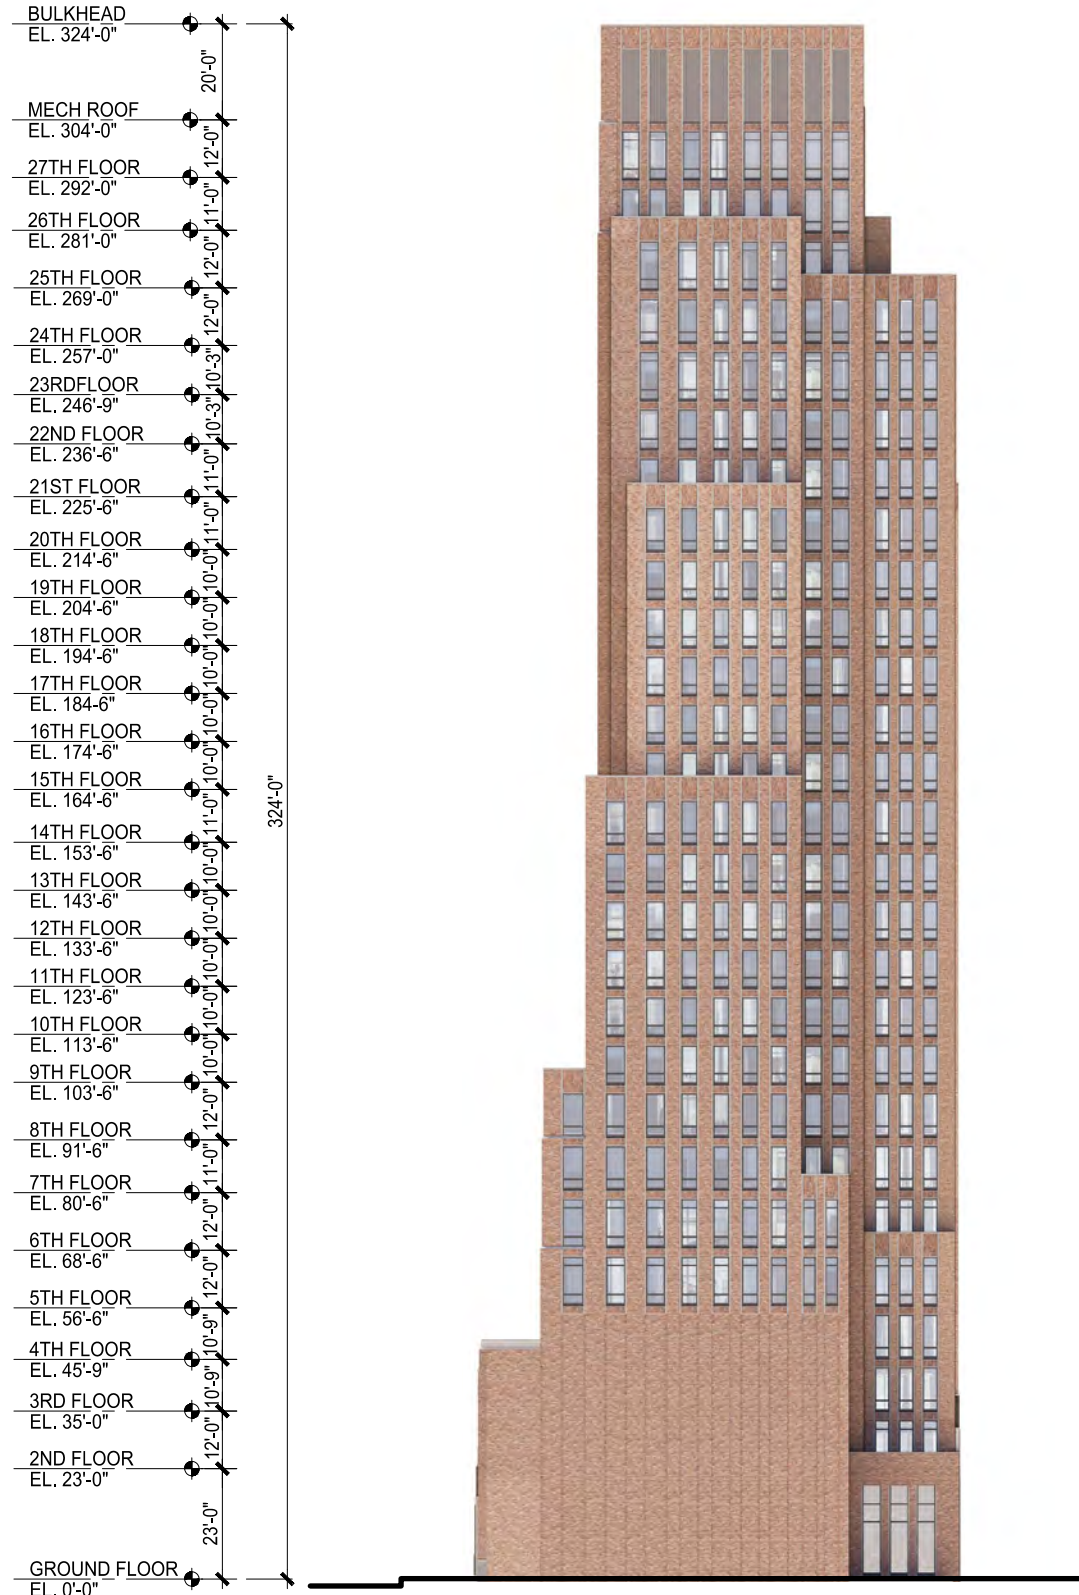 BULKHEAD
EL. 324'-0"
20'-0"
MECH ROOF
EL. 304'-0"
12'-0"
27TH FLOOR
EL. 292'-0"
11'-0"
26TH FLOOR
EL. 281'-0"
12'-0"
25TH FLOOR
EL. 269'-0"
12'-0"
24TH FLOOR
EL. 257'-0"
10'-3"
23RDFLOOR
EL. 246'-9"
10'-3"
22ND FLOOR
EL. 236'-6"
11'-0"
21ST FLOOR
EL. 225'-6"
11'-0"
20TH FLOOR
EL. 214'-6"
10'-0"
19TH FLOOR
EL. 204'-6"
10'-0"
18TH FLOOR
EL. 194'-6"
10'-0"
17TH FLOOR
EL. 184-6"
10'-0"
16TH FLOOR
EL. 174'-6"
10'-0"
15TH FLOOR
EL. 164'-6"
11'-0"
324'-0"
14TH FLOOR
EL. 153'-6"
10'-0"
13TH FLOOR
EL. 143'-6"
10'-0"
12TH FLOOR
EL. 133'-6"
10'-0"
11TH FLOOR
EL. 123'-6"
10'-0"
10TH FLOOR
EL. 113'-6"
10'-0"
9TH FLOOR
EL. 103'-6"
12'-0"
8TH FLOOR
EL. 91'-6"
11'-0"
7TH FLOOR
EL. 80'-6"
12'-0"
6TH FLOOR
EL. 68'-6"
12'-0"
5TH FLOOR
EL. 56'-6"
10'-9"
4TH FLOOR
EL. 45'-9"
10'-9"
3RD FLOOR
EL. 35'-0"
12'-0"
2ND FLOOR
EL. 23'-0"
23'-0"
GROUND FLOOR
EL. 0'-0"